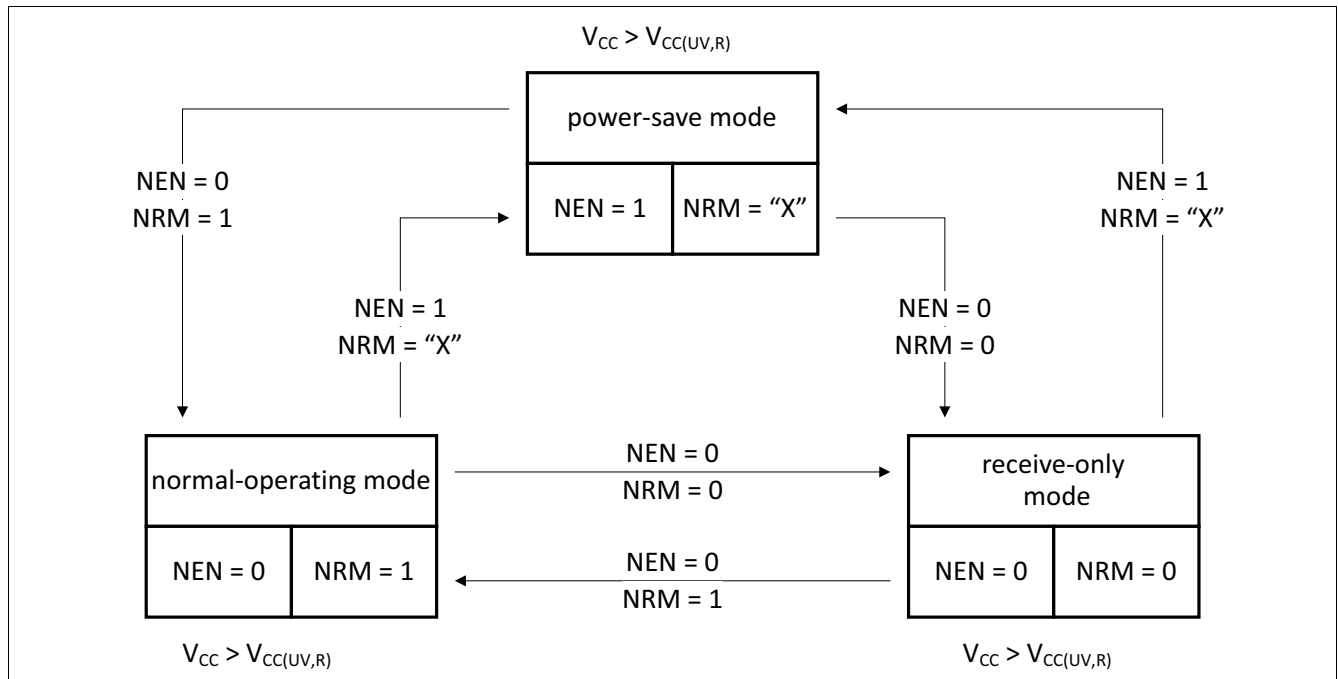 V_CC > V_CC(UV,R)
power-save mode
NEN = 1 NRM = “X”
NEN = 0
NRM = 1
NEN = 1
NRM = “X”
NEN = 1
NRM = “X”
NEN = 0
NRM = 0
normal-operating mode
NEN = 0 NRM = 1
V_CC > V_CC(UV,R)
NEN = 0
NRM = 0
NEN = 0
NRM = 1
receive-only
mode
NEN = 0 NRM = 0
V_CC > V_CC(UV,R)